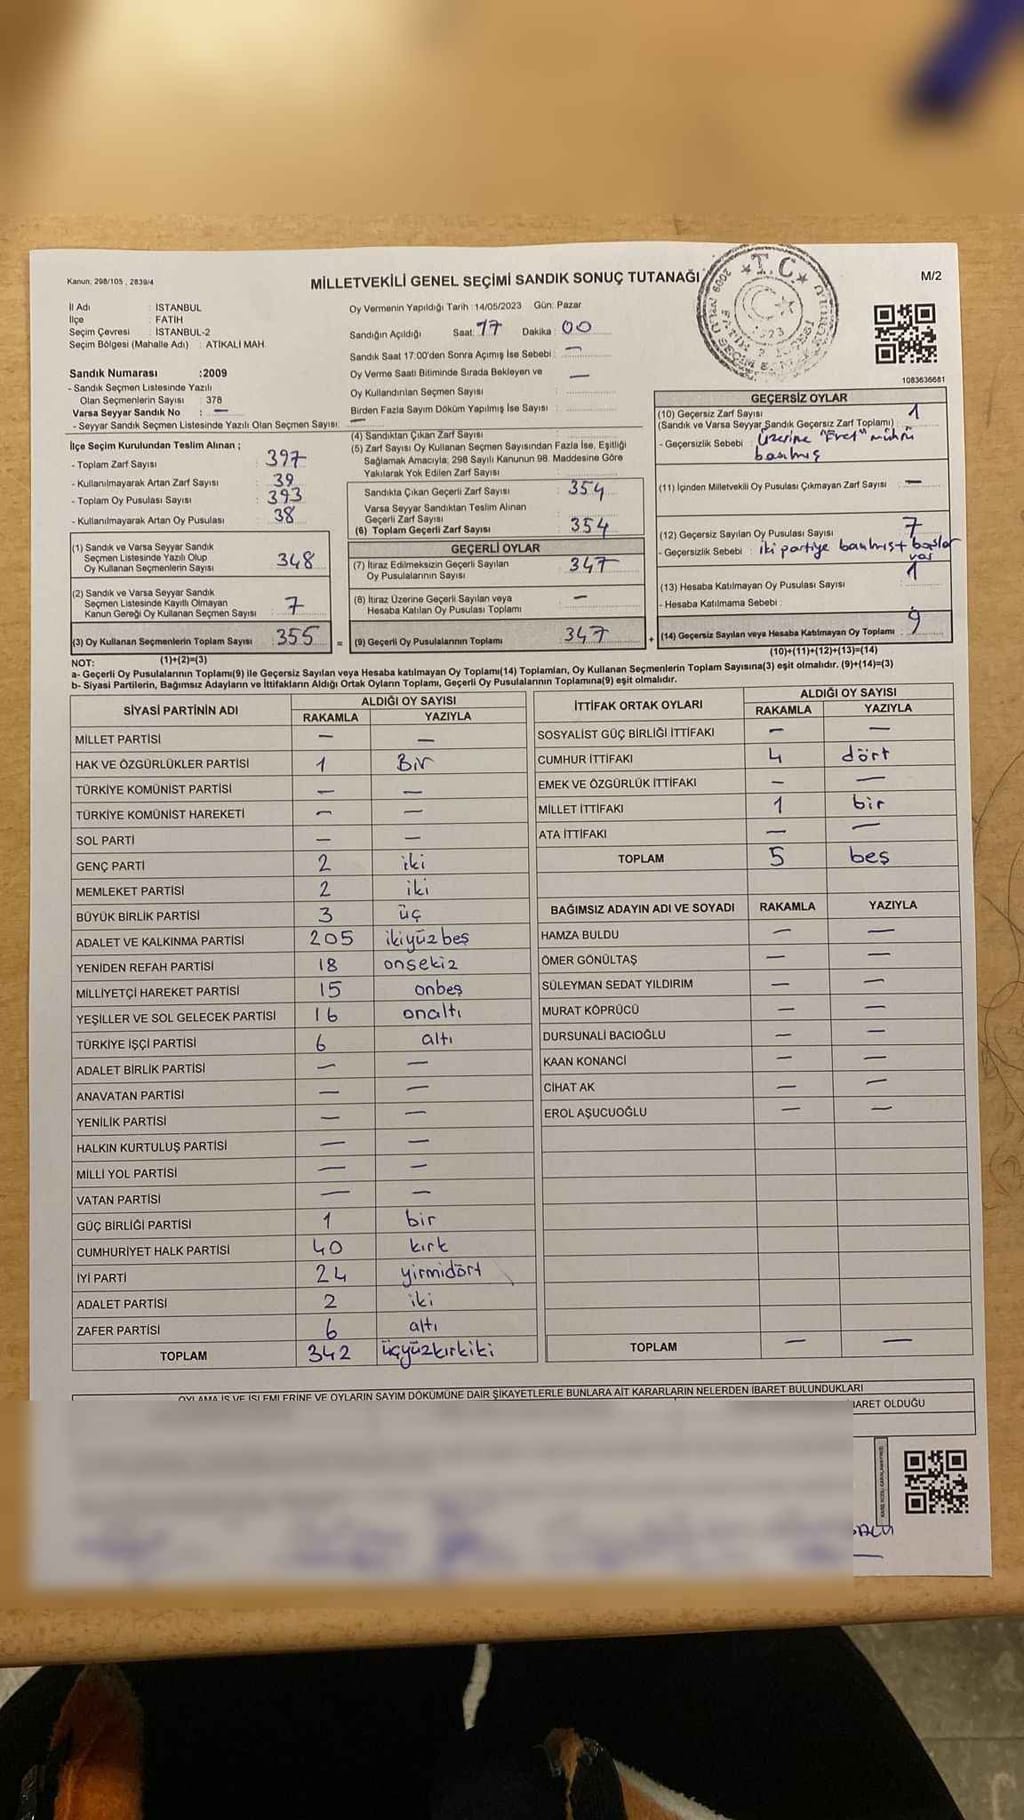 Kanun: 298/105 , 2839/4
MİLLETVEKİLİ GENEL SEÇİMİ SANDIK SONUÇ TUTANAĞI
M/2
T.C.
İl Adı : İSTANBUL
İlçe : FATİH
Seçim Çevresi : İSTANBUL-2
Seçim Bölgesi (Mahalle Adı) : ATİKALİ MAH.
Sandık Numarası :2009
- Sandık Seçmen Listesinde Yazılı
Olan Seçmenlerin Sayısı : 378
Varsa Seyyar Sandık No : —
- Seyyar Sandık Seçmen Listesinde Yazılı Olan Seçmen Sayısı: —
Oy Vermenin Yapıldığı Tarih :14/05/2023 Gün: Pazar
Sandığın Açıldığı Saat: 17 Dakika : 00
Sandık Saat 17:00'den Sonra Açımış İse Sebebi : —
Oy Verme Saati Bitiminde Sırada Bekleyen ve —
Oy Kullandırılan Seçmen Sayısı :
Birden Fazla Sayım Döküm Yapılmış İse Sayısı :
1083636681
İlçe Seçim Kurulundan Teslim Alınan ;
- Toplam Zarf Sayısı : 397
- Kullanılmayarak Artan Zarf Sayısı : 39
- Toplam Oy Pusulası Sayısı : 393
- Kullanılmayarak Artan Oy Pusulası : 38
(4) Sandıktan Çıkan Zarf Sayısı :
(5) Zarf Sayısı Oy Kullanan Seçmen Sayısından Fazla İse, Eşitliği
Sağlamak Amacıyla; 298 Sayılı Kanunun 98. Maddesine Göre
Yakılarak Yok Edilen Zarf Sayısı :
Sandıkta Çıkan Geçerli Zarf Sayısı : 354
Varsa Seyyar Sandıktan Teslim Alınan
Geçerli Zarf Sayısı :
(6) Toplam Geçerli Zarf Sayısı : 354
GEÇERSİZ OYLAR
(10) Geçersiz Zarf Sayısı : 1
(Sandık ve Varsa Seyyar Sandık Geçersiz Zarf Toplamı)
- Geçersizlik Sebebi : üzerine "Evet" mührü
basılmış
(11) İçinden Milletvekili Oy Pusulası Çıkmayan Zarf Sayısı : —
(12) Geçersiz Sayılan Oy Pusulası Sayısı : 7
- Geçersizlik Sebebi : iki partiye basılmış+
var
(13) Hesaba Katılmayan Oy Pusulası Sayısı : 1
- Hesaba Katılmama Sebebi :
(14) Geçersiz Sayılan veya Hesaba Katılmayan Oy Toplamı : 9
(10)+(11)+(12)+(13)=(14)
(1) Sandık ve Varsa Seyyar Sandık
Seçmen Listesinde Yazılı Olup
Oy Kullanan Seçmenlerin Sayısı : 348
(2) Sandık ve Varsa Seyyar Sandık
Seçmen Listesinde Kayıtlı Olmayan
Kanun Gereği Oy Kullanan Seçmen Sayısı : 7
(3) Oy Kullanan Seçmenlerin Toplam Sayısı : 355 =
(1)+(2)=(3)
GEÇERLİ OYLAR
(7) İtiraz Edilmeksizin Geçerli Sayılan
Oy Pusulalarının Sayısı : 347
(8) İtiraz Üzerine Geçerli Sayılan veya
Hesaba Katılan Oy Pusulası Toplamı : —
(9) Geçerli Oy Pusulalarının Toplamı : 347 +
NOT:
a- Geçerli Oy Pusulalarının Toplamı(9) ile Geçersiz Sayılan veya Hesaba katılmayan Oy Toplamı(14) Toplamları, Oy Kullanan Seçmenlerin Toplam Sayısına(3) eşit olmalıdır. (9)+(14)=(3)
b- Siyasi Partilerin, Bağımsız Adayların ve İttifakların Aldığı Ortak Oyların Toplamı, Geçerli Oy Pusulalarının Toplamına(9) eşit olmalıdır.
SİYASİ PARTİNİN ADI ALDIĞI OY SAYISI
RAKAMLA YAZIYLA
MİLLET PARTİSİ — —
HAK VE ÖZGÜRLÜKLER PARTİSİ 1 Bir
TÜRKİYE KOMÜNİST PARTİSİ — —
TÜRKİYE KOMÜNİST HAREKETİ — —
SOL PARTİ — —
GENÇ PARTİ 2 iki
MEMLEKET PARTİSİ 2 iki
BÜYÜK BİRLİK PARTİSİ 3 üç
ADALET VE KALKINMA PARTİSİ 205 ikiyüzbeş
YENİDEN REFAH PARTİSİ 18 onsekiz
MİLLİYETÇİ HAREKET PARTİSİ 15 onbeş
YEŞİLLER VE SOL GELECEK PARTİSİ 16 onaltı
TÜRKİYE İŞÇİ PARTİSİ 6 altı
ADALET BİRLİK PARTİSİ — —
ANAVATAN PARTİSİ — —
YENİLİK PARTİSİ — —
HALKIN KURTULUŞ PARTİSİ — —
MİLLİ YOL PARTİSİ — —
VATAN PARTİSİ — —
GÜÇ BİRLİĞİ PARTİSİ 1 bir
CUMHURİYET HALK PARTİSİ 40 kırk
İYİ PARTİ 24 yirmidört
ADALET PARTİSİ 2 iki
ZAFER PARTİSİ 6 altı
TOPLAM 342 üçyüzkırkiki
İTTİFAK ORTAK OYLARI ALDIĞI OY SAYISI
RAKAMLA YAZIYLA
SOSYALİST GÜÇ BİRLİĞİ İTTİFAKI — —
CUMHUR İTTİFAKI 4 dört
EMEK VE ÖZGÜRLÜK İTTİFAKI — —
MİLLET İTTİFAKI 1 bir
ATA İTTİFAKI — —
TOPLAM 5 beş
BAĞIMSIZ ADAYIN ADI VE SOYADI RAKAMLA YAZIYLA
HAMZA BULDU — —
ÖMER GÖNÜLTAŞ — —
SÜLEYMAN SEDAT YILDIRIM — —
MURAT KÖPRÜCÜ — —
DURSUNALİ BACIOĞLU — —
KAAN KONANCİ — —
CİHAT AK — —
EROL AŞUCUOĞLU — —
TOPLAM — —
OYLAMA İŞ VE İŞLEMLERİNE VE OYLARIN SAYIM DÖKÜMÜNE DAİR ŞİKAYETLERLE BUNLARA AİT KARARLARIN NELERDEN İBARET BULUNDUKLARI
İBARET OLDUĞU